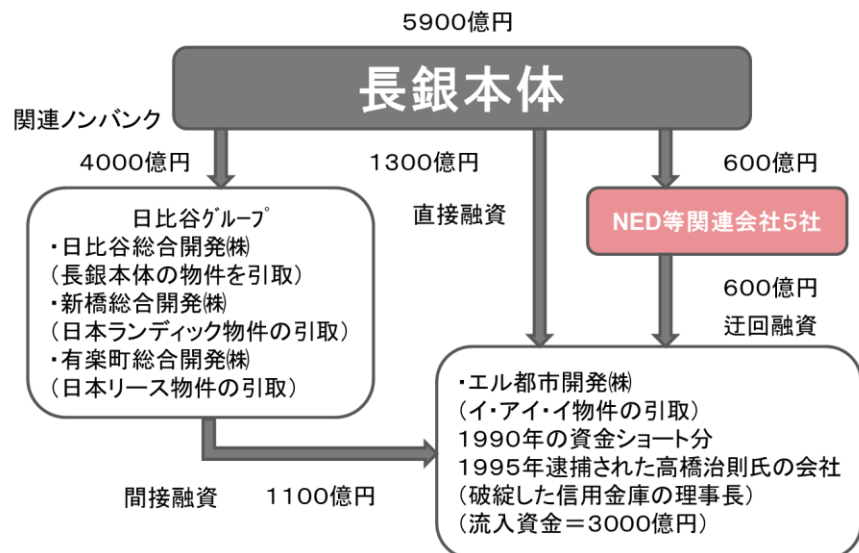 5900億円
長銀本体
関連ノンバンク
4000億円
1300億円
600億円
直接融資
日比谷グループ
・日比谷総合開発㈱
(長銀本体の物件を引取)
・新橋総合開発㈱
(日本ランディック物件の引取)
・有楽町総合開発㈱
(日本リース物件の引取)
NED等関連会社5社
600億円
迂回融資
・エル都市開発㈱
(イ・アイ・イ物件の引取)
1990年の資金ショート分
1995年逮捕された高橋治則氏の会社
(破綻した信用金庫の理事長)
(流入資金=3000億円)
間接融資 1100億円